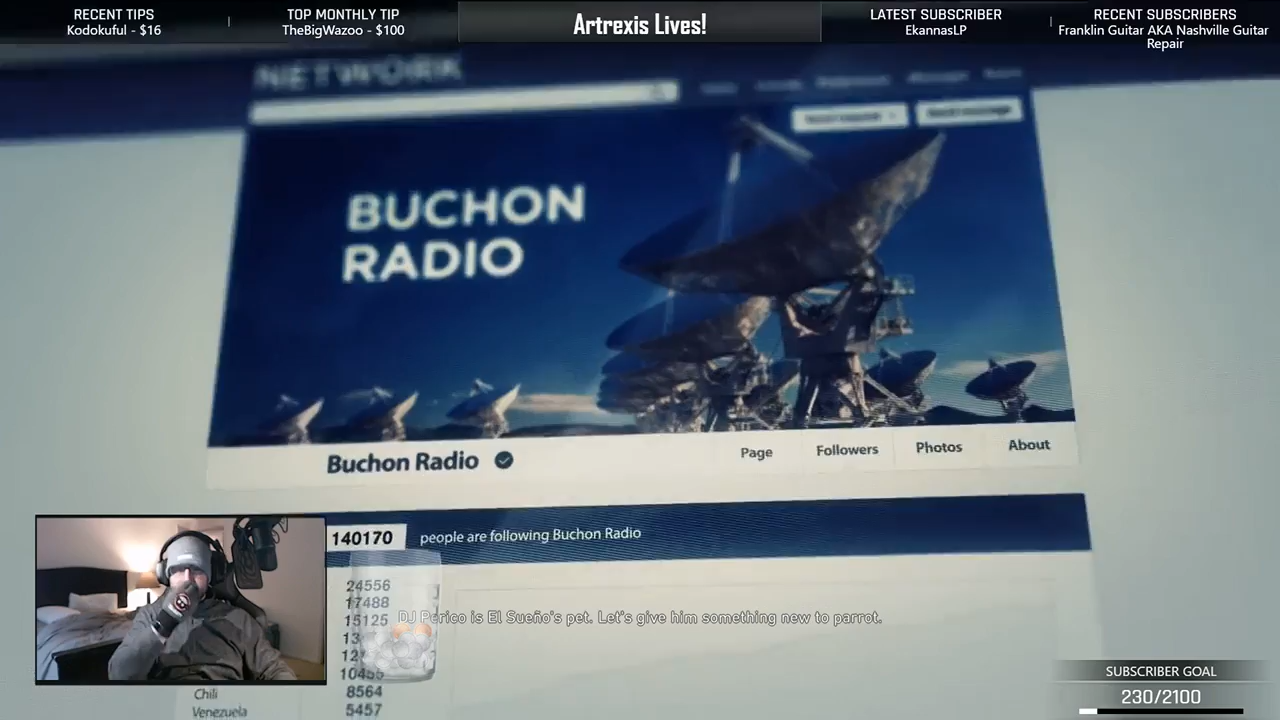 RECENT TIPS
Kodokuful - $16
TOP MONTHLY TIP
TheBigWazoo - $100
Artrexis Lives!
LATEST SUBSCRIBER
EkannasLP
RECENT SUBSCRIBERS
Franklin Guitar AKA Nashville Guitar
Repair
NETWORK
BUCHON
RADIO
Buchon Radio
Page
Followers
Photos
About
140170 people are following Buchon Radio
24556
17488
15125
DJ Perico is El Sueño's pet. Let's give him something new to parrot.
10455
Chili 8564
Venezuela 5457
SUBSCRIBER GOAL
230/2100